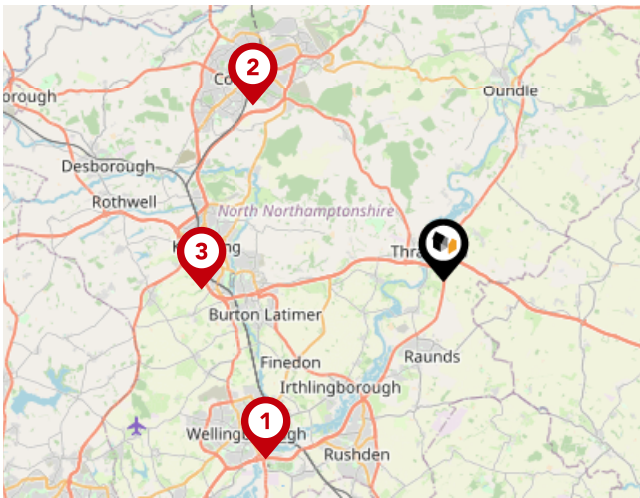 2
Oundle
Desborough
Rothwell
North Northamptonshire
3
Burton Latimer
Raunds
Finedon
Irthlingborough
1
Rushden